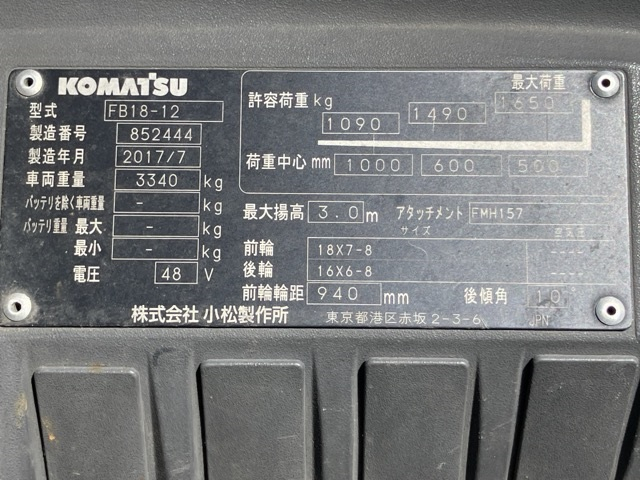 KOMATSU
型式 FB18-12
製造番号 852444
製造年月 2017/7
車両重量 3340 kg
バッテリを除く車両重量 - kg
バッテリ重量 最大 - kg
最小 - kg
電圧 48 V
株式会社 小松製作所
最大荷重
許容荷重 kg 1090 1490 1650
荷重中心 mm 1000 600 500
最大揚高 3.0 m アタッチメント FMH157
サイズ 空気圧
前輪 18X7-8 ----
後輪 16X6-8 ----
前輪輪距 940 mm 後傾角 10
東京都港区赤坂 2-3-6 JPN